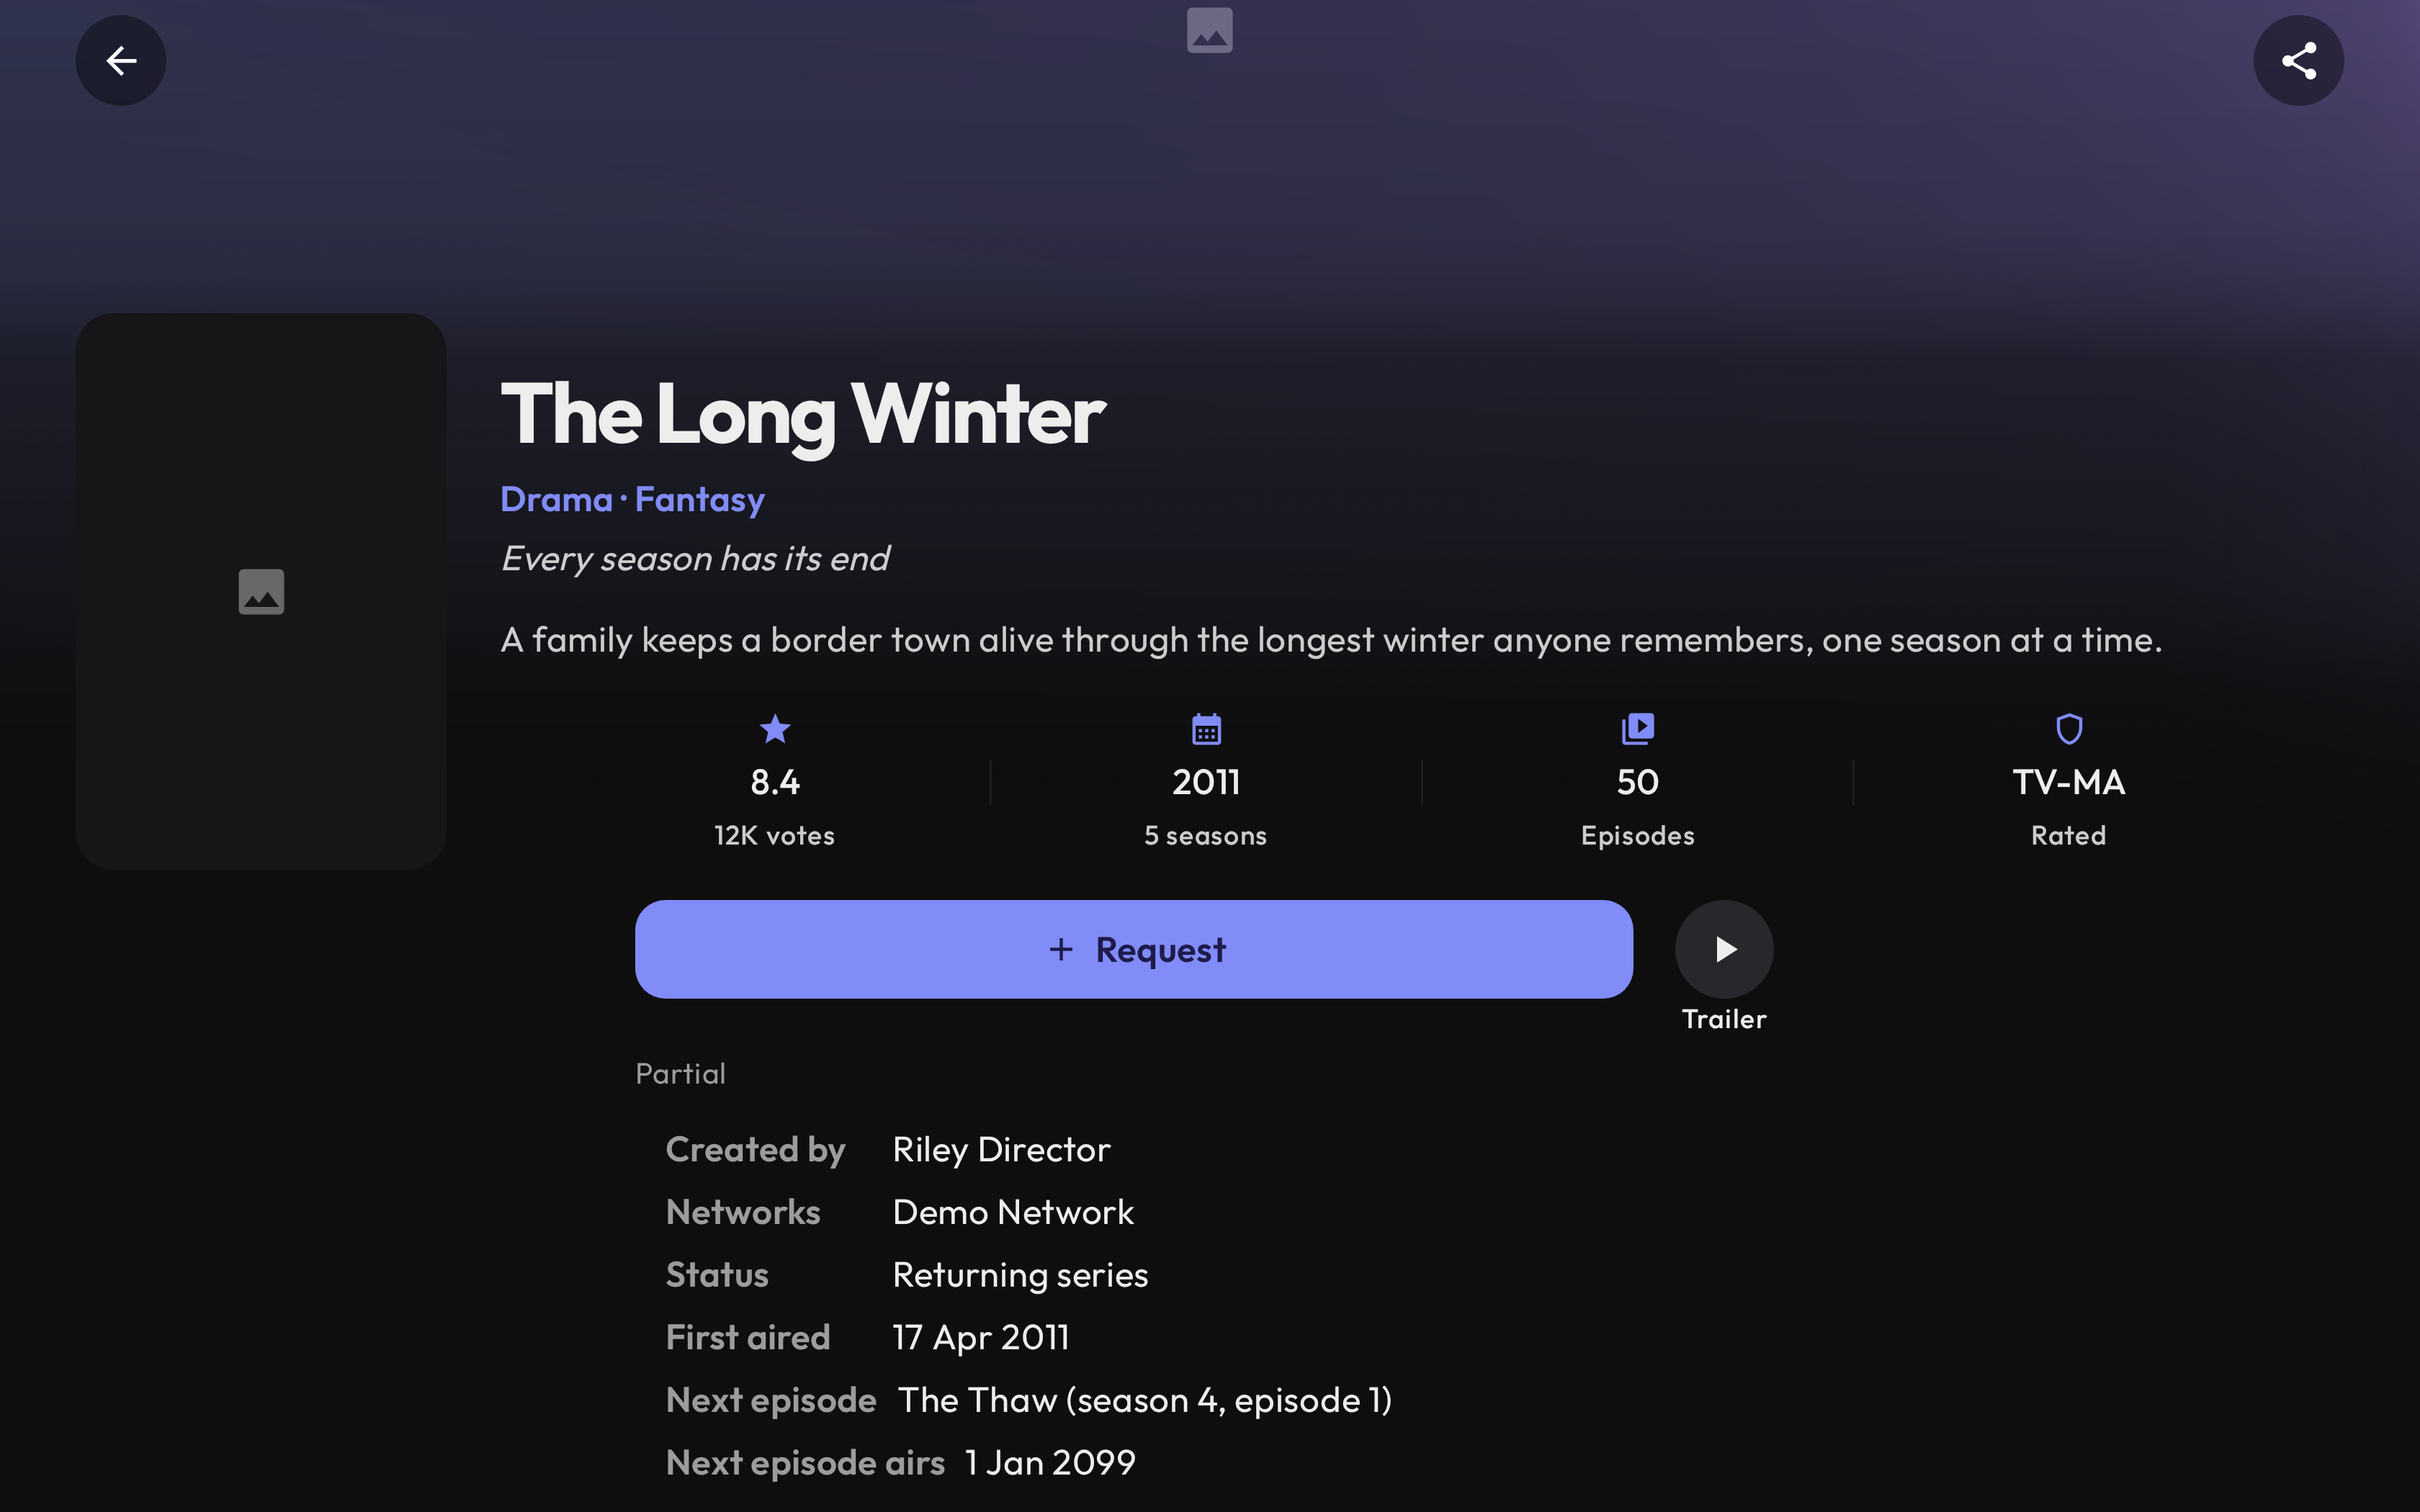 The Long Winter
Drama · Fantasy
Every season has its end
A family keeps a border town alive through the longest winter anyone remembers, one season at a time.
8.4
12K votes
2011
5 seasons
50
Episodes
TV-MA
Rated
+ Request
Trailer
Partial
Created by Riley Director
Networks Demo Network
Status Returning series
First aired 17 Apr 2011
Next episode The Thaw (season 4, episode 1)
Next episode airs 1 Jan 2099